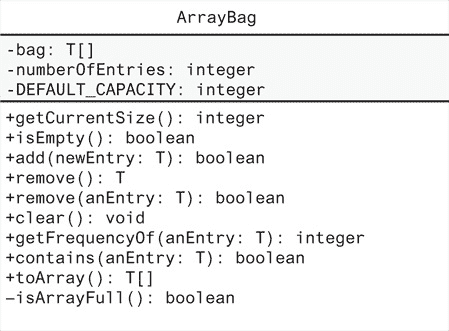 ArrayBag
-bag: T[]
-numberOfEntries: integer
-DEFAULT_CAPACITY: integer
+getCurrentSize(): integer
+isEmpty(): boolean
+add(newEntry: T): boolean
+remove(): T
+remove(anEntry: T): boolean
+clear(): void
+getFrequencyOf(anEntry: T): integer
+contains(anEntry: T): boolean
+toArray(): T[]
–isArrayFull(): boolean